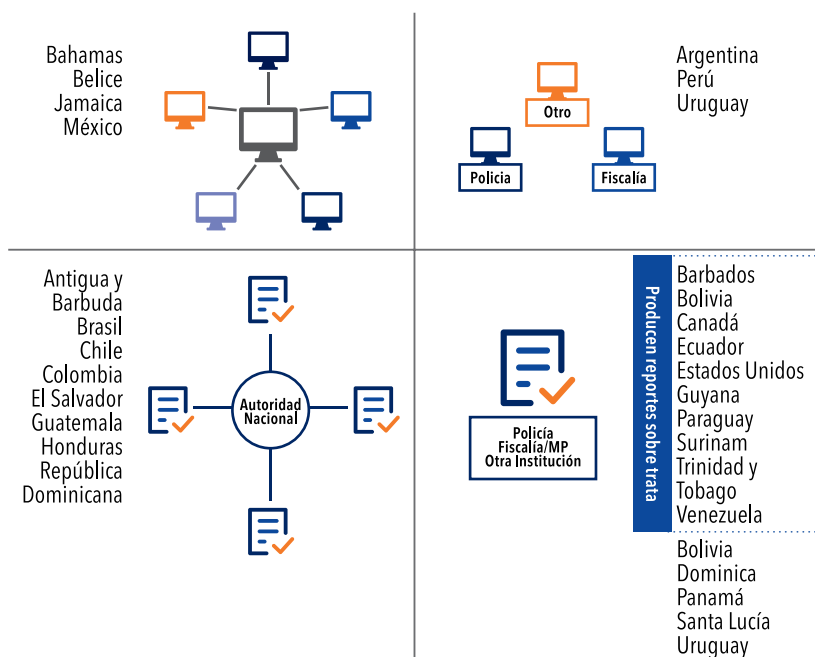 Bahamas
Belice
Jamaica
México
Otro
Policia
Fiscalía
Argentina
Perú
Uruguay
Antigua y
Barbuda
Brasil
Chile
Colombia
El Salvador
Guatemala
Honduras
República
Dominicana
Autoridad
Nacional
Policía
Fiscalía/MP
Otra Institución
Producen reportes sobre trata
Barbados
Bolivia
Canadá
Ecuador
Estados Unidos
Guyana
Paraguay
Surinam
Trinidad y
Tobago
Venezuela
Bolivia
Dominica
Panamá
Santa Lucía
Uruguay